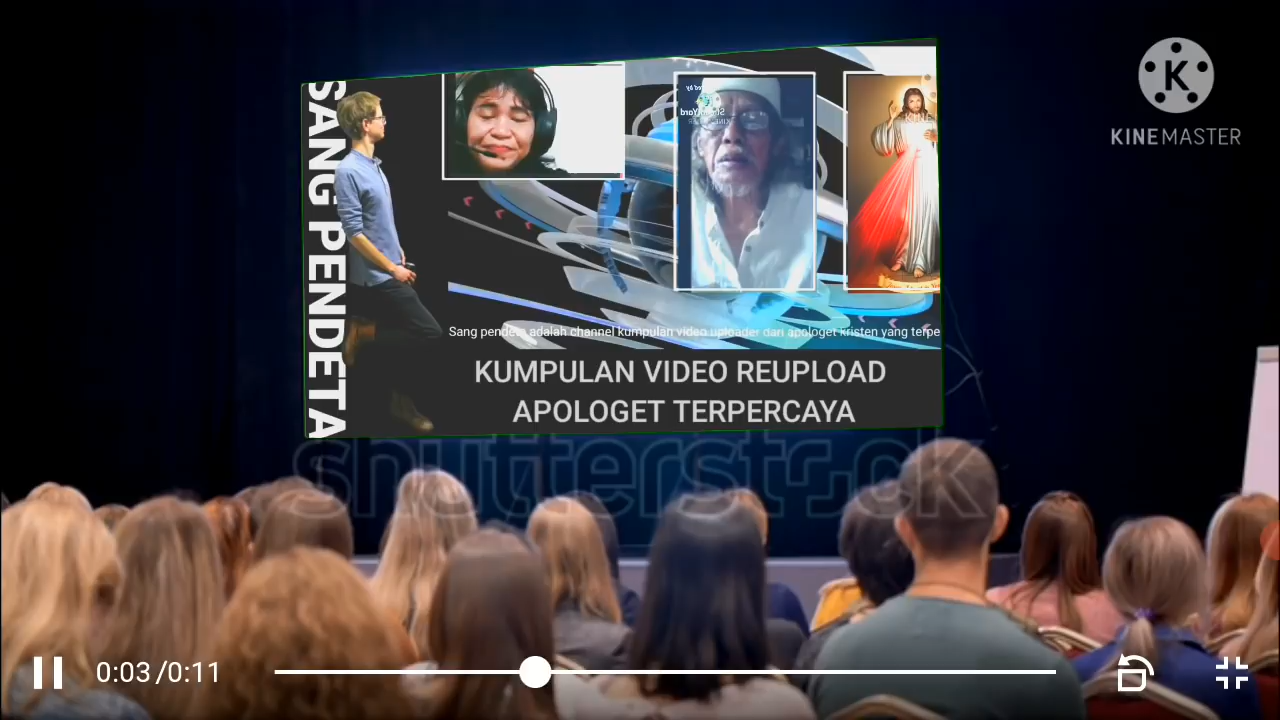 SANG PENDETA
Sang pendeta adalah channel kumpulan video uploader dari apologet kristen yang terpe
KUMPULAN VIDEO REUPLOAD
APOLOGET TERPERCAYA
K
KINEMASTER
shutterstock
0:03/0:11